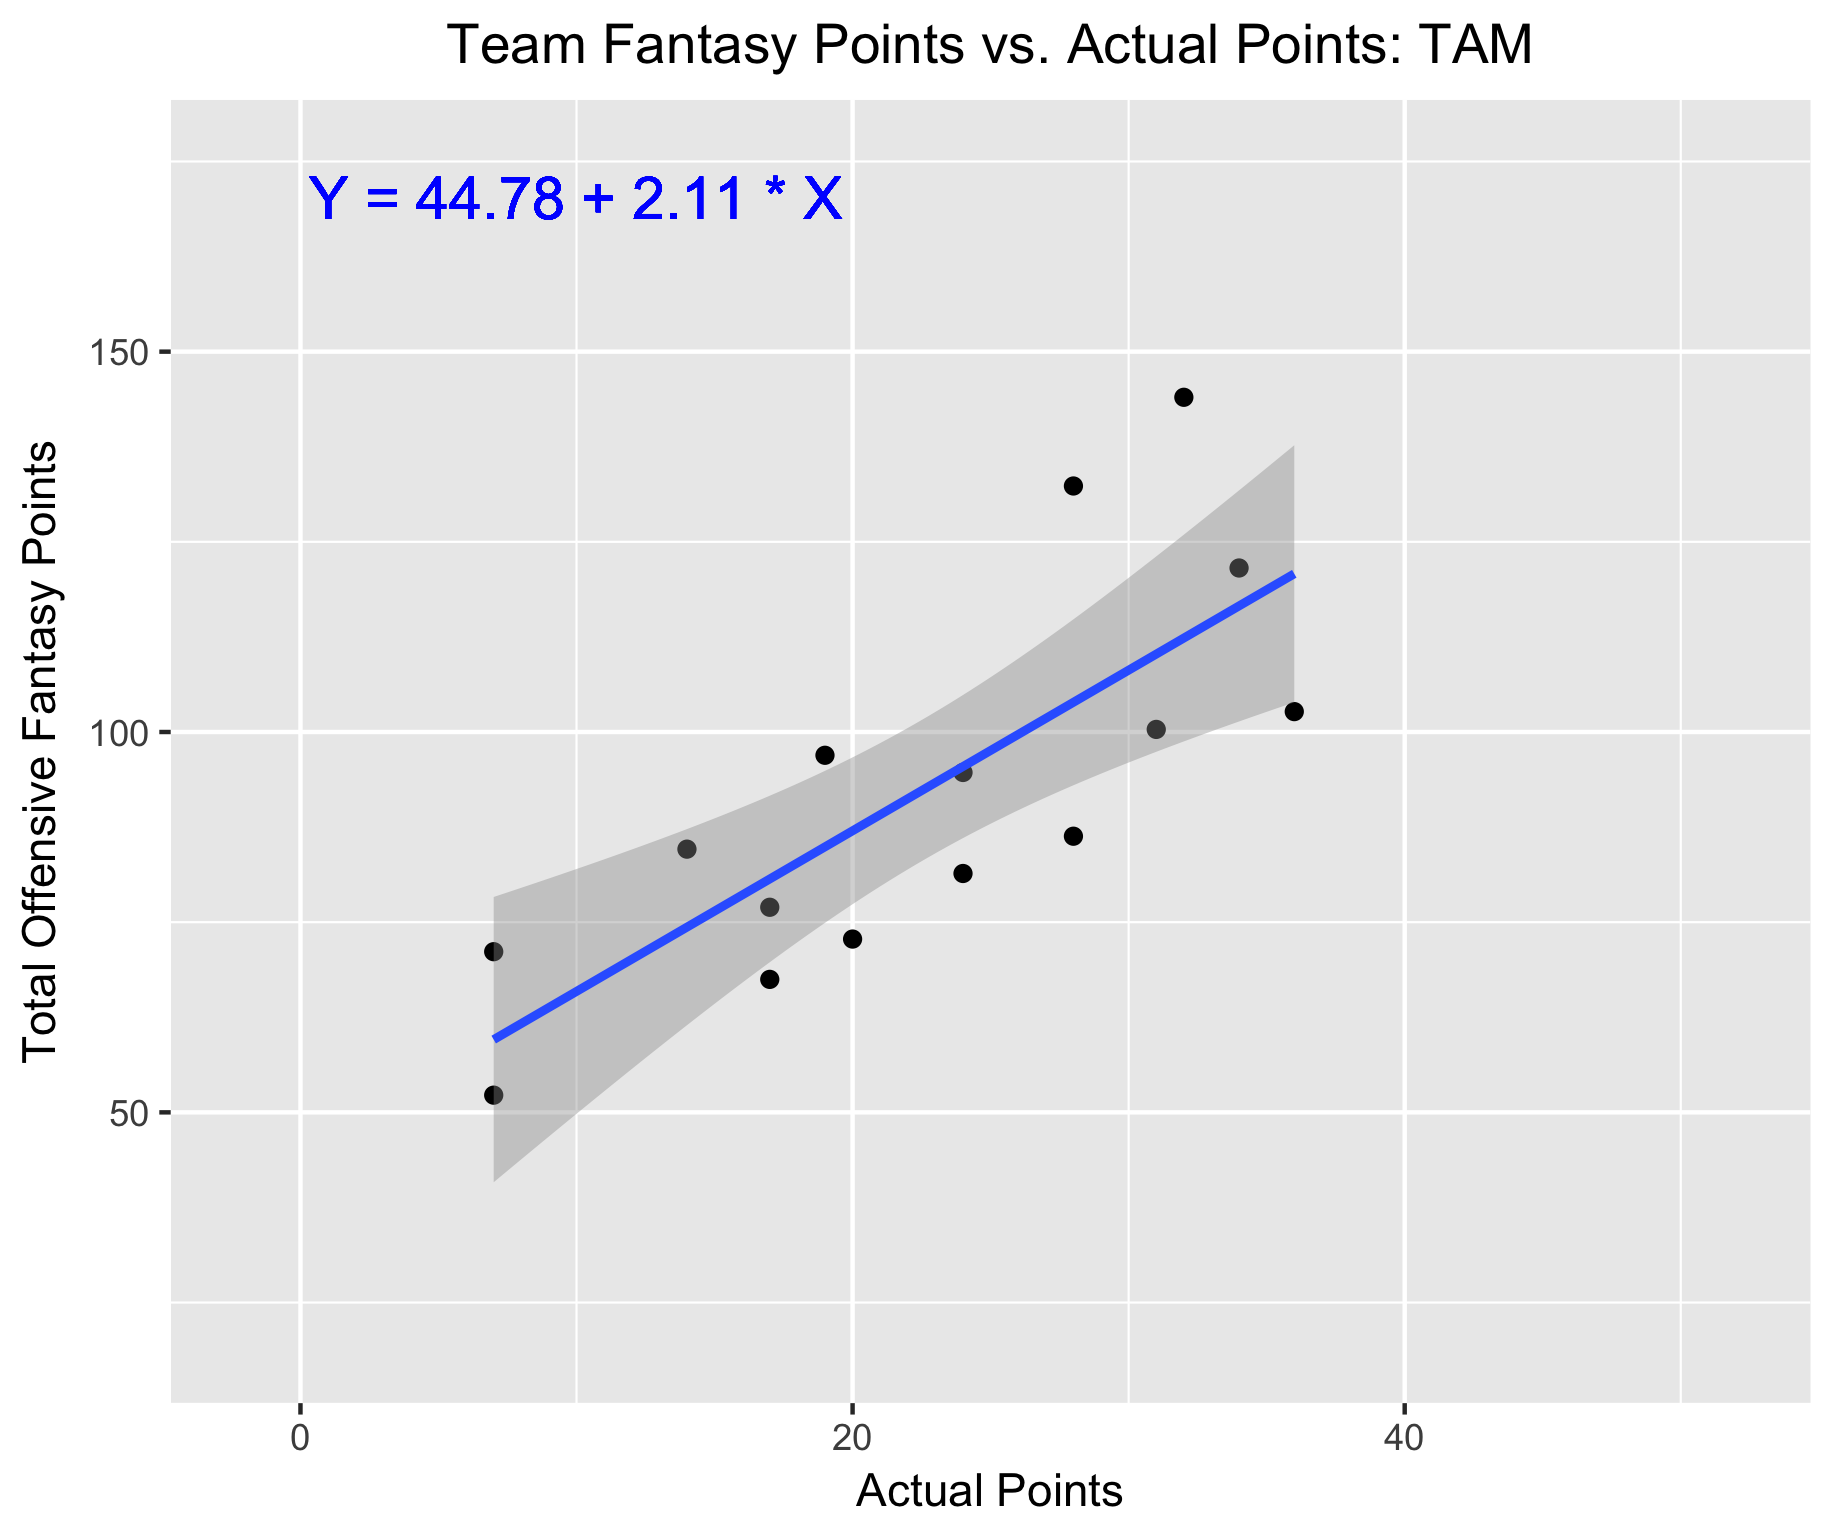 Team Fantasy Points vs. Actual Points: TAM
Y = 44.78 + 2.11 * X
Total Offensive Fantasy Points
150
100
50
0 20 40
Actual Points